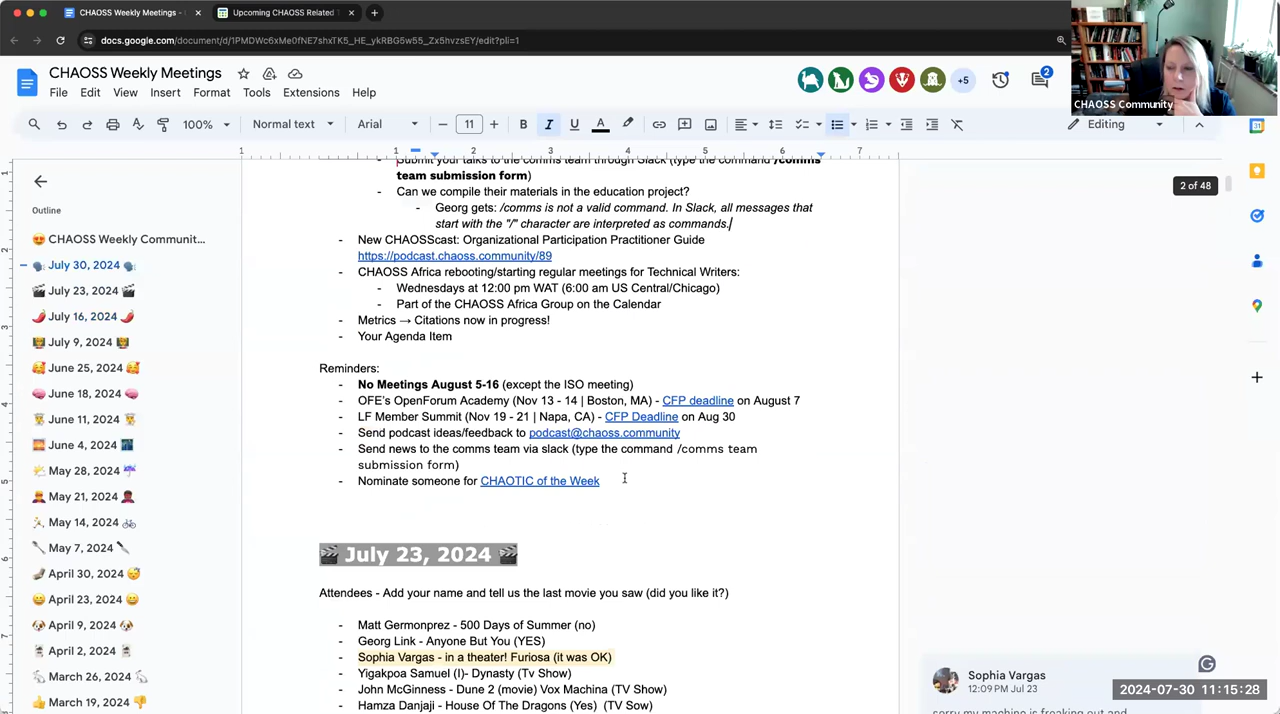 CHAOSS Weekly Meetings -
Upcoming CHAOSS Related
docs.google.com/document/d/1PMDWc6xMe0fNE7shxTK5_HE_ykRBG5w55_Zx5hvzsEY/edit?pli=1
CHAOSS Weekly Meetings
File Edit View Insert Format Tools Extensions Help
+5
2
CHAOSS Community
100% Normal text Arial 11 B I U A Editing
1 1 2 3 4 5 6 7
2 of 48
Outline
CHAOSS Weekly Communit...
July 30, 2024
July 23, 2024
July 16, 2024
July 9, 2024
June 25, 2024
June 18, 2024
June 11, 2024
June 4, 2024
May 28, 2024
May 21, 2024
May 14, 2024
May 7, 2024
April 30, 2024
April 23, 2024
April 9, 2024
April 2, 2024
March 26, 2024
March 19, 2024
- Submit your talks to the comms team through Slack (type the command /comms
team submission form)
- Can we compile their materials in the education project?
- Georg gets: /comms is not a valid command. In Slack, all messages that
start with the "/" character are interpreted as commands.
- New CHAOSScast: Organizational Participation Practitioner Guide
https://podcast.chaoss.community/89
- CHAOSS Africa rebooting/starting regular meetings for Technical Writers:
- Wednesdays at 12:00 pm WAT (6:00 am US Central/Chicago)
- Part of the CHAOSS Africa Group on the Calendar
- Metrics → Citations now in progress!
- Your Agenda Item
Reminders:
- No Meetings August 5-16 (except the ISO meeting)
- OFE's OpenForum Academy (Nov 13 - 14 | Boston, MA) - CFP deadline on August 7
- LF Member Summit (Nov 19 - 21 | Napa, CA) - CFP Deadline on Aug 30
- Send podcast ideas/feedback to podcast@chaoss.community
- Send news to the comms team via slack (type the command /comms team
submission form)
- Nominate someone for CHAOTIC of the Week
July 23, 2024
Attendees - Add your name and tell us the last movie you saw (did you like it?)
- Matt Germonprez - 500 Days of Summer (no)
- Georg Link - Anyone But You (YES)
- Sophia Vargas - in a theater! Furiosa (it was OK)
- Yigakpoa Samuel (I)- Dynasty (Tv Show)
- John McGinness - Dune 2 (movie) Vox Machina (TV Show)
- Hamza Danjaji - House Of The Dragons (Yes) (TV Sow)
Sophia Vargas
12:09 PM Jul 23
sorry my machine is freaking out and
2024-07-30 11:15:28